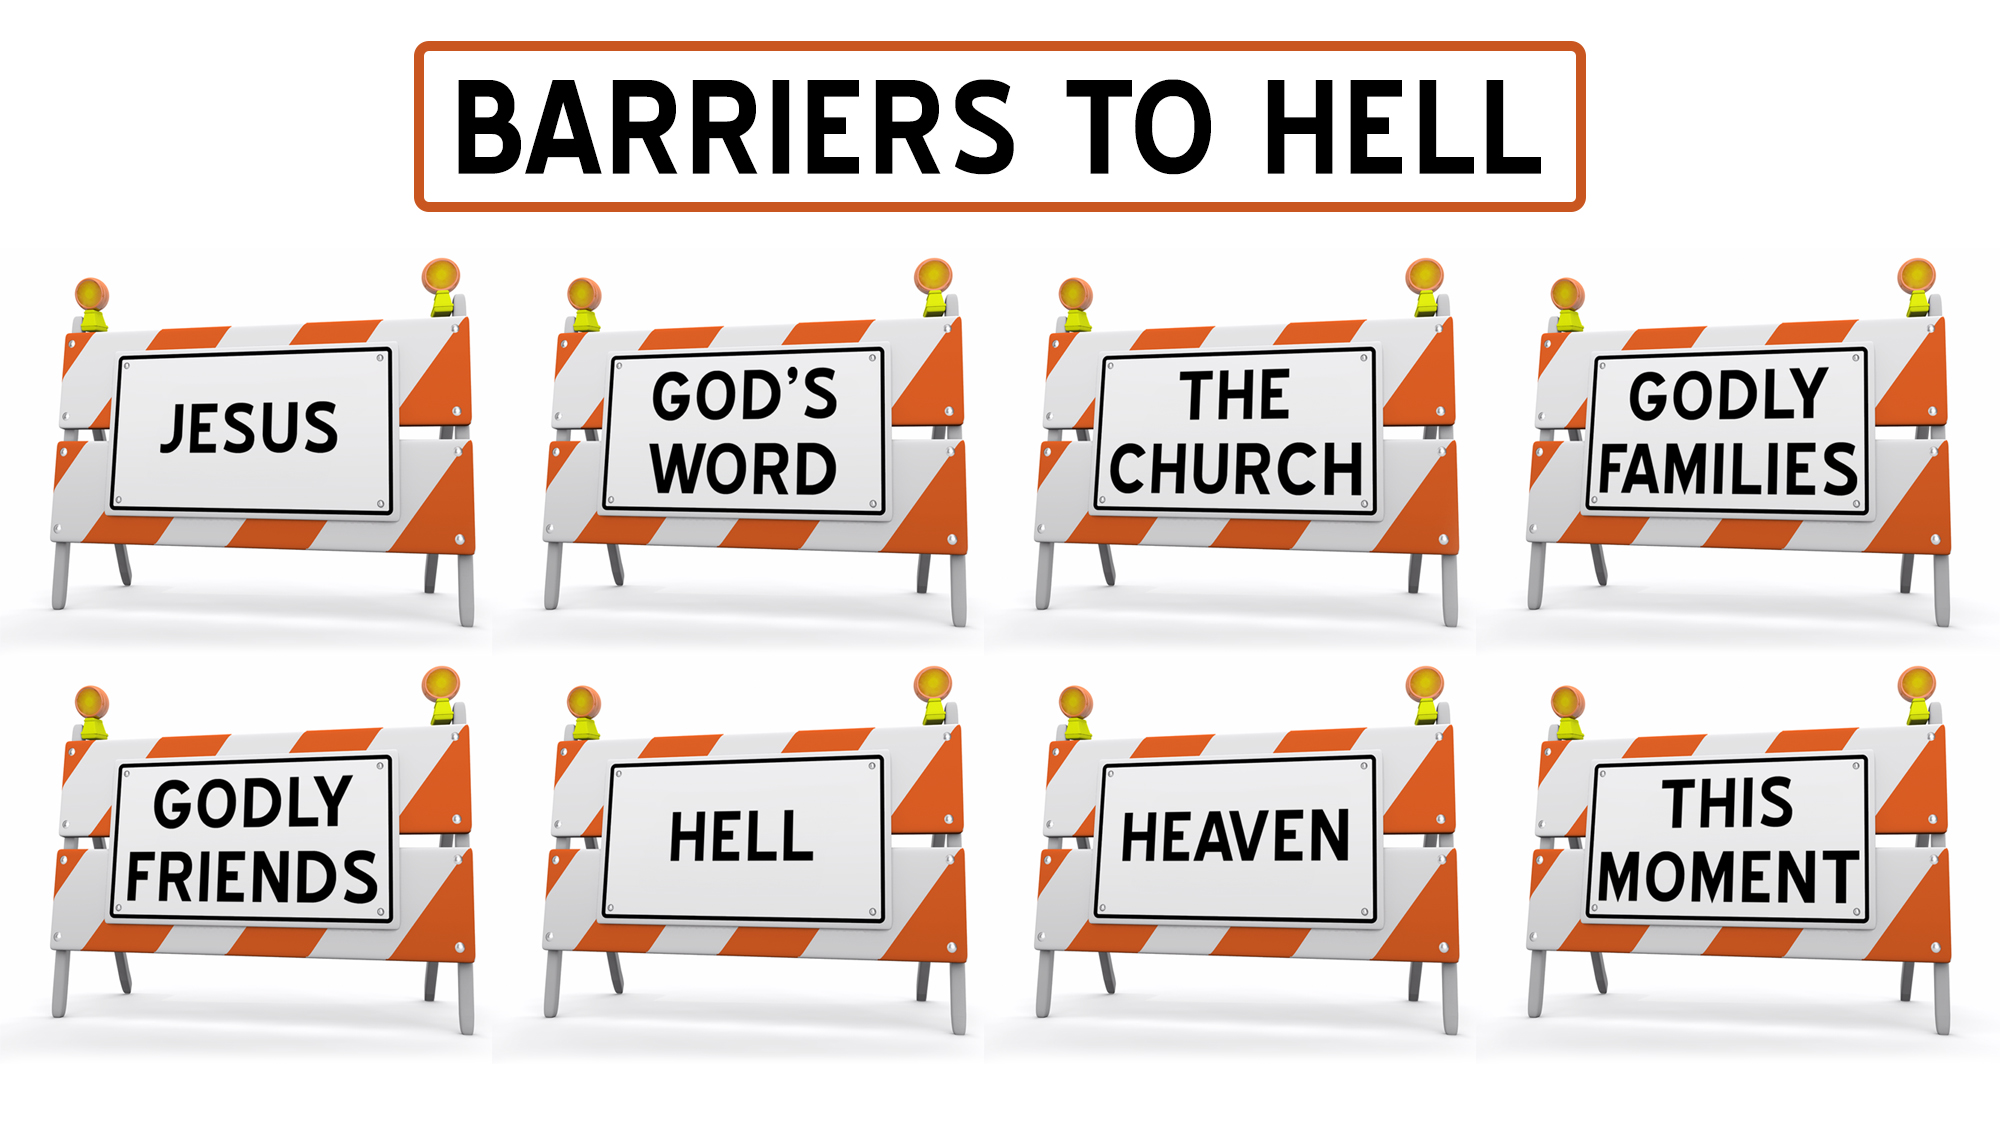 BARRIERS TO HELL
JESUS
GOD'S
WORD
THE
CHURCH
GODLY
FAMILIES
GODLY
FRIENDS
HELL
HEAVEN
THIS
MOMENT